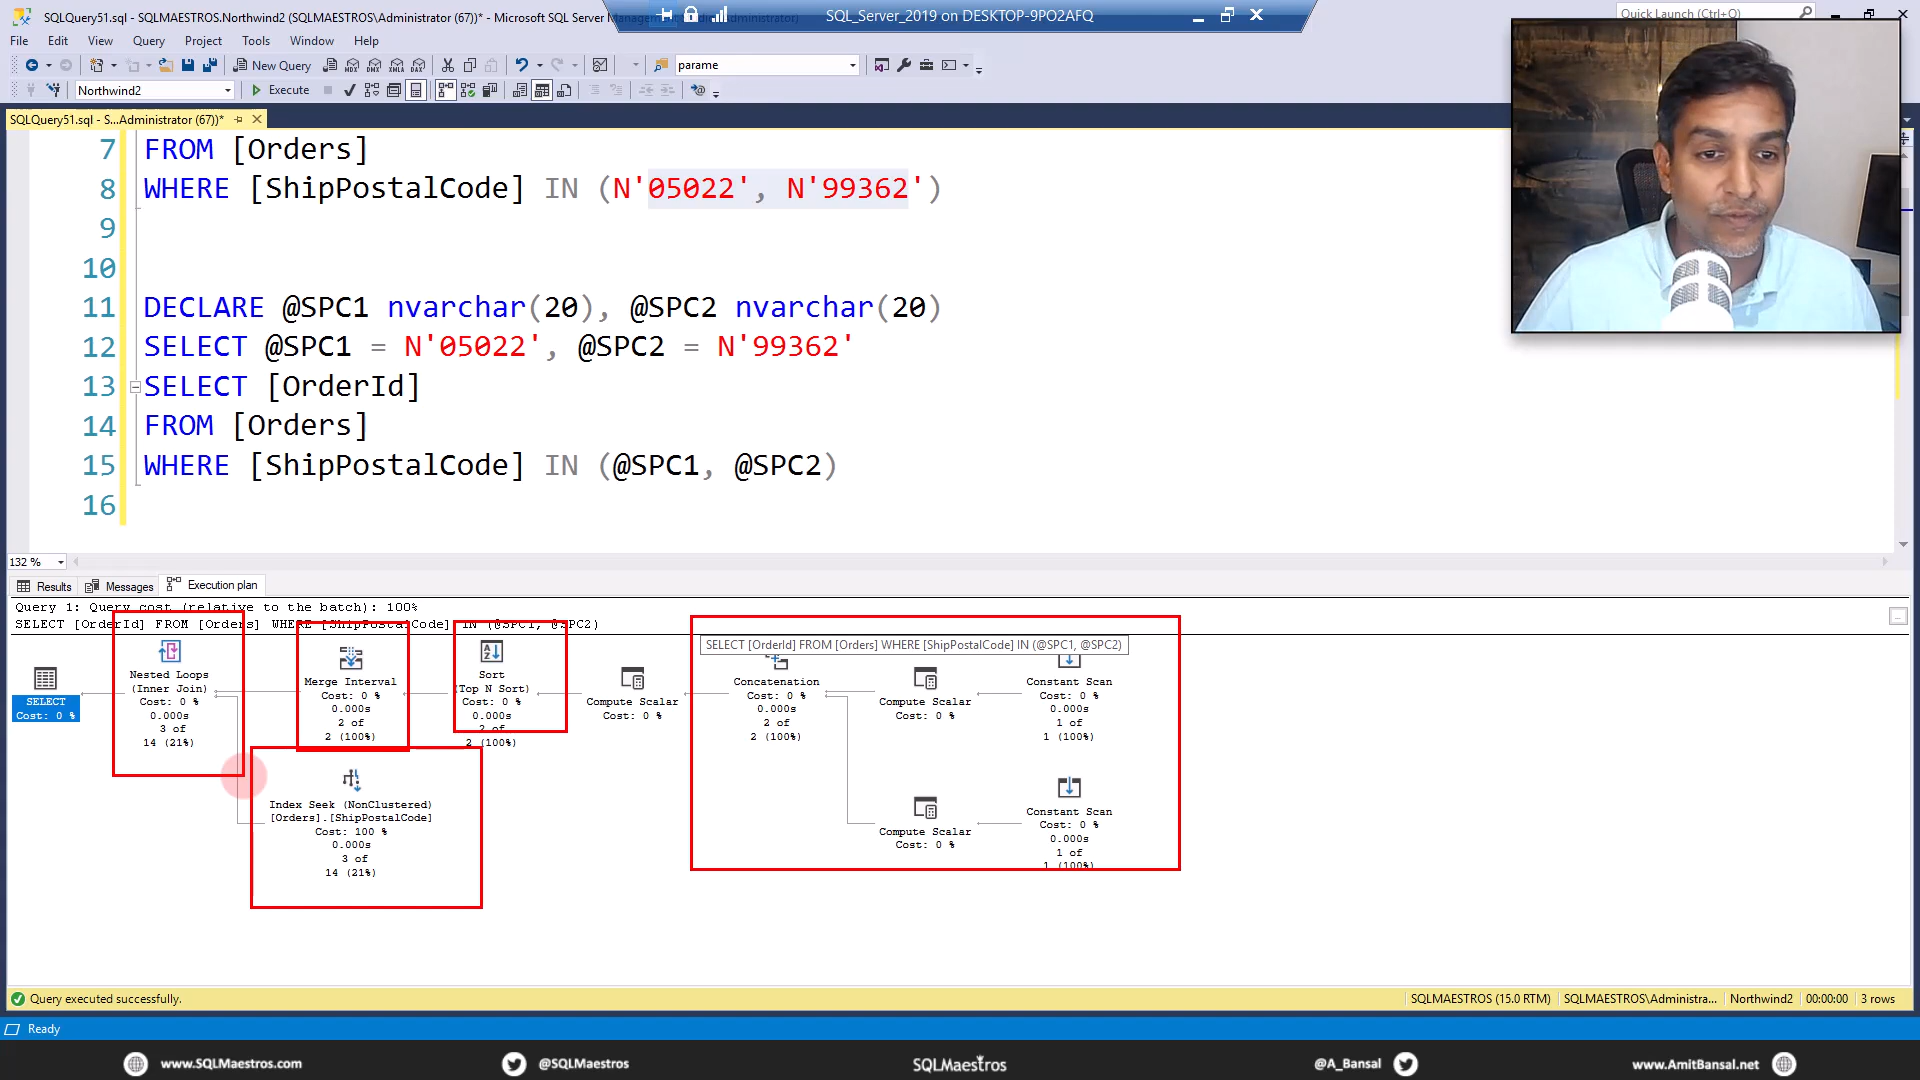 SQLQuery51.sql - SQLMAESTROS.Northwind2 (SQLMAESTROS\Administrator (67))* - Microsoft SQL Server
SQL_Server_2019 on DESKTOP-9PO2AFQ
Quick Launch (Ctrl+Q)
File Edit View Query Project Tools Window Help
New Query
MDX DMX XMLA DAX
parame
Northwind2
Execute
SQLQuery51.sql - S...Administrator (67))*
7 FROM [Orders]
8 WHERE [ShipPostalCode] IN (N'05022', N'99362')
9
10
11 DECLARE @SPC1 nvarchar(20), @SPC2 nvarchar(20)
12 SELECT @SPC1 = N'05022', @SPC2 = N'99362'
13 SELECT [OrderId]
14 FROM [Orders]
15 WHERE [ShipPostalCode] IN (@SPC1, @SPC2)
16
132 %
Results Messages Execution plan
Query 1: Query cost (relative to the batch): 100%
SELECT [OrderId] FROM [Orders] WHERE [ShipPostalCode] IN (@SPC1, @SPC2)
SELECT [OrderId] FROM [Orders] WHERE [ShipPostalCode] IN (@SPC1, @SPC2)
SELECT
Cost: 0 %
Nested Loops
(Inner Join)
Cost: 0 %
0.000s
3 of
14 (21%)
Merge Interval
Cost: 0 %
0.000s
2 of
2 (100%)
Sort
(Top N Sort)
Cost: 0 %
0.000s
2 of
2 (100%)
Compute Scalar
Cost: 0 %
Concatenation
Cost: 0 %
0.000s
2 of
2 (100%)
Compute Scalar
Cost: 0 %
Constant Scan
Cost: 0 %
0.000s
1 of
1 (100%)
Index Seek (NonClustered)
[Orders].[ShipPostalCode]
Cost: 100 %
0.000s
3 of
14 (21%)
Compute Scalar
Cost: 0 %
Constant Scan
Cost: 0 %
0.000s
1 of
1 (100%)
Query executed successfully.
SQLMAESTROS (15.0 RTM) SQLMAESTROS\Administra... Northwind2 00:00:00 3 rows
Ready
www.SQLMaestros.com @SQLMaestros SQLMaestros @A_Bansal www.AmitBansal.net